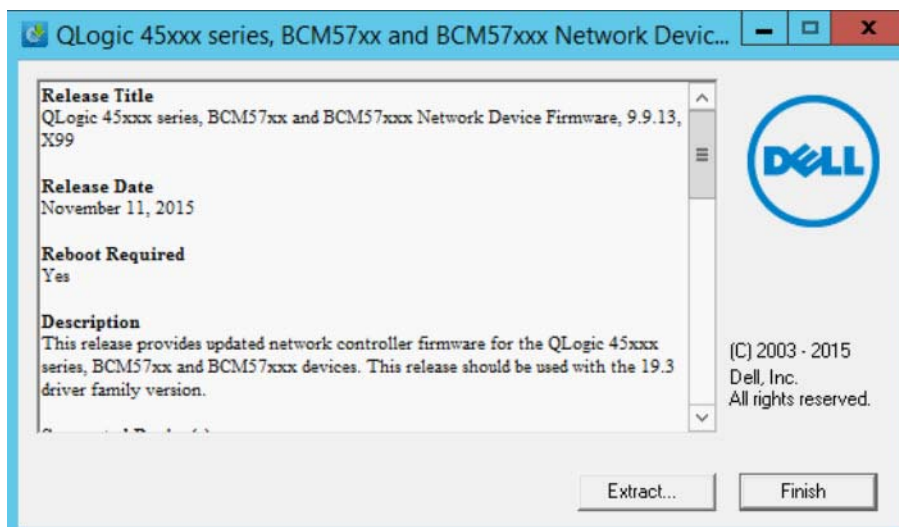 QLogic 45xxx series, BCM57xx and BCM57xxx Network Devic...
Release Title
QLogic 45xxx series, BCM57xx and BCM57xxx Network Device Firmware, 9.9.13,
X99
Release Date
November 11, 2015
Reboot Required
Yes
Description
This release provides updated network controller firmware for the QLogic 45xxx
series, BCM57xx and BCM57xxx devices. This release should be used with the 19.3
driver family version.
DELL
(C) 2003 - 2015
Dell, Inc.
All rights reserved.
Extract...
Finish